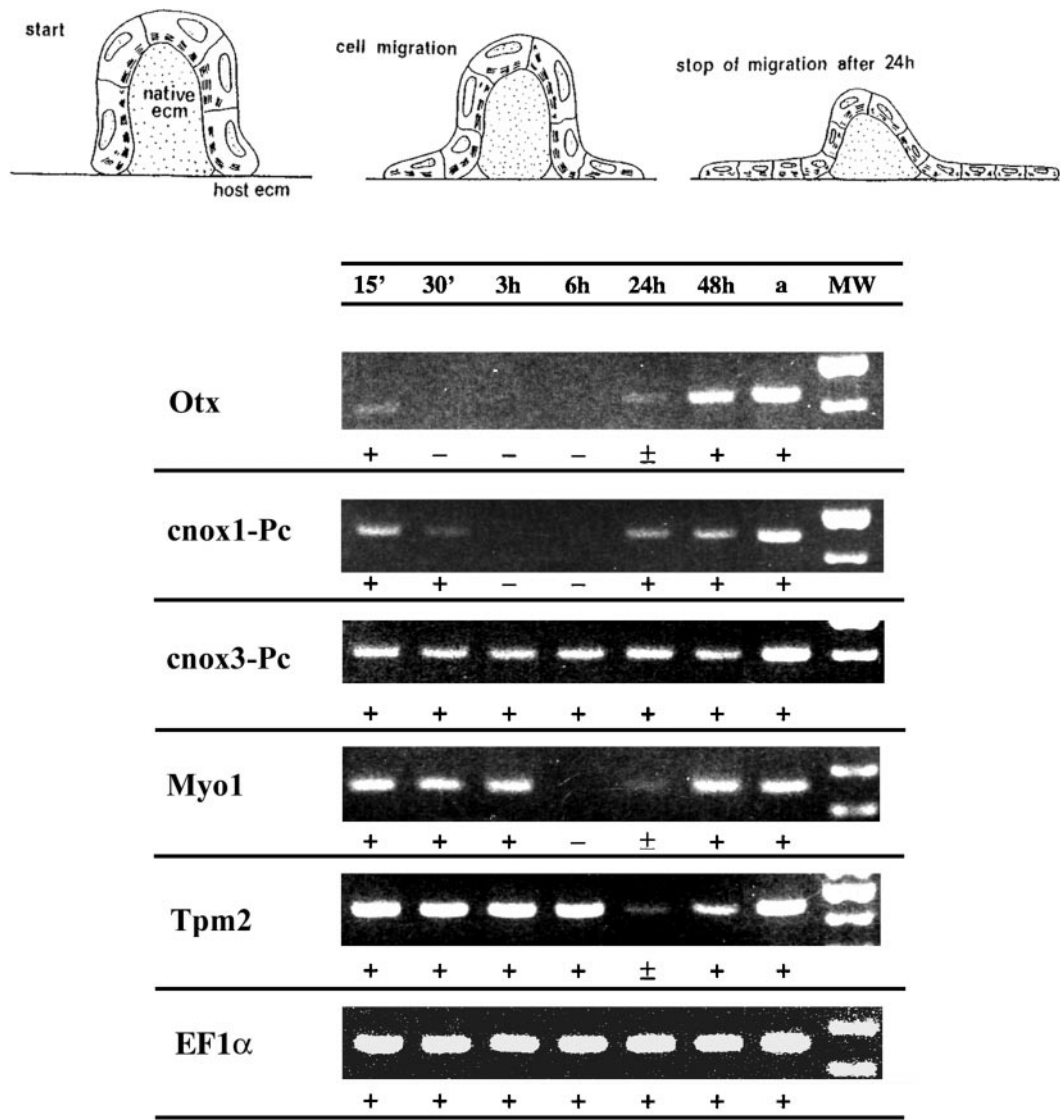 start
cell migration
stop of migration after 24h
native
ecm
host ecm
15’ 30’ 3h 6h 24h 48h a MW
Otx
+ – – – ± + +
cnox1-Pc
+ + – – + + +
cnox3-Pc
+ + + + + + +
Myo1
+ + + – ± + +
Tpm2
+ + + + ± + +
EF1α
+ + + + + + +